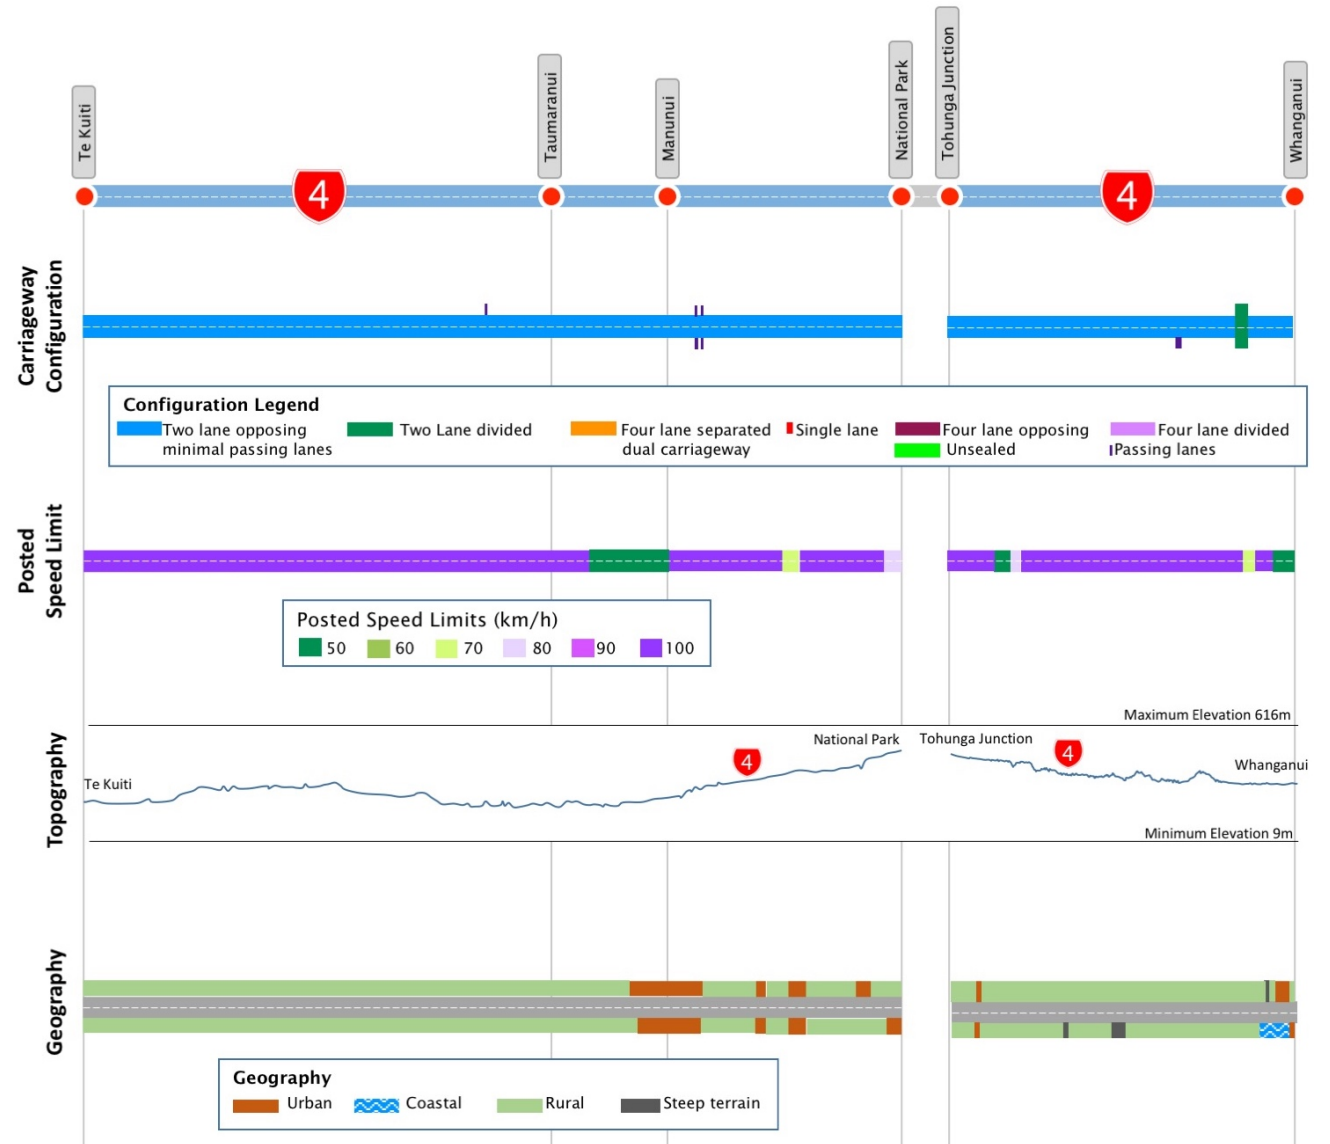 Te Kuiti
Taumaranui
Manunui
National Park
Tohunga Junction
Whanganui
4
4
Carriageway
Configuration
Configuration Legend
Two lane opposing
minimal passing lanes
Two Lane divided
Four lane separated
dual carriageway
Single lane
Four lane opposing
Unsealed
Four lane divided
Passing lanes
Posted
Speed Limit
Posted Speed Limits (km/h)
50 60 70 80 90 100
Topography
Maximum Elevation 616m
Te Kuiti
4
National Park
Tohunga Junction
4
Whanganui
Minimum Elevation 9m
Geography
Geography
Urban Coastal Rural Steep terrain